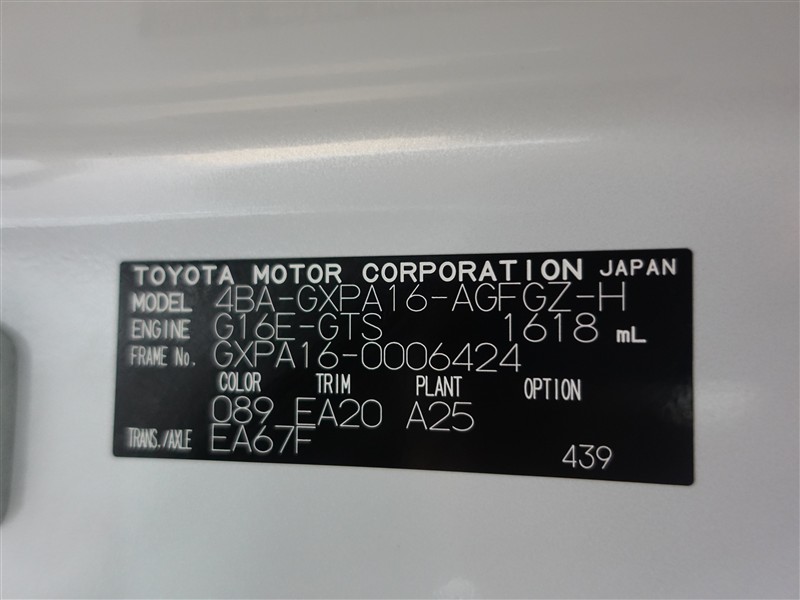 TOYOTA MOTOR CORPORATION JAPAN
MODEL 4BA-GXPA16-AGFGZ-H
ENGINE G16E-GTS 1618 mL
FRAME No. GXPA16-0006424
COLOR TRIM PLANT OPTION
089 EA20 A25
TRANS./AXLE EA67F
439